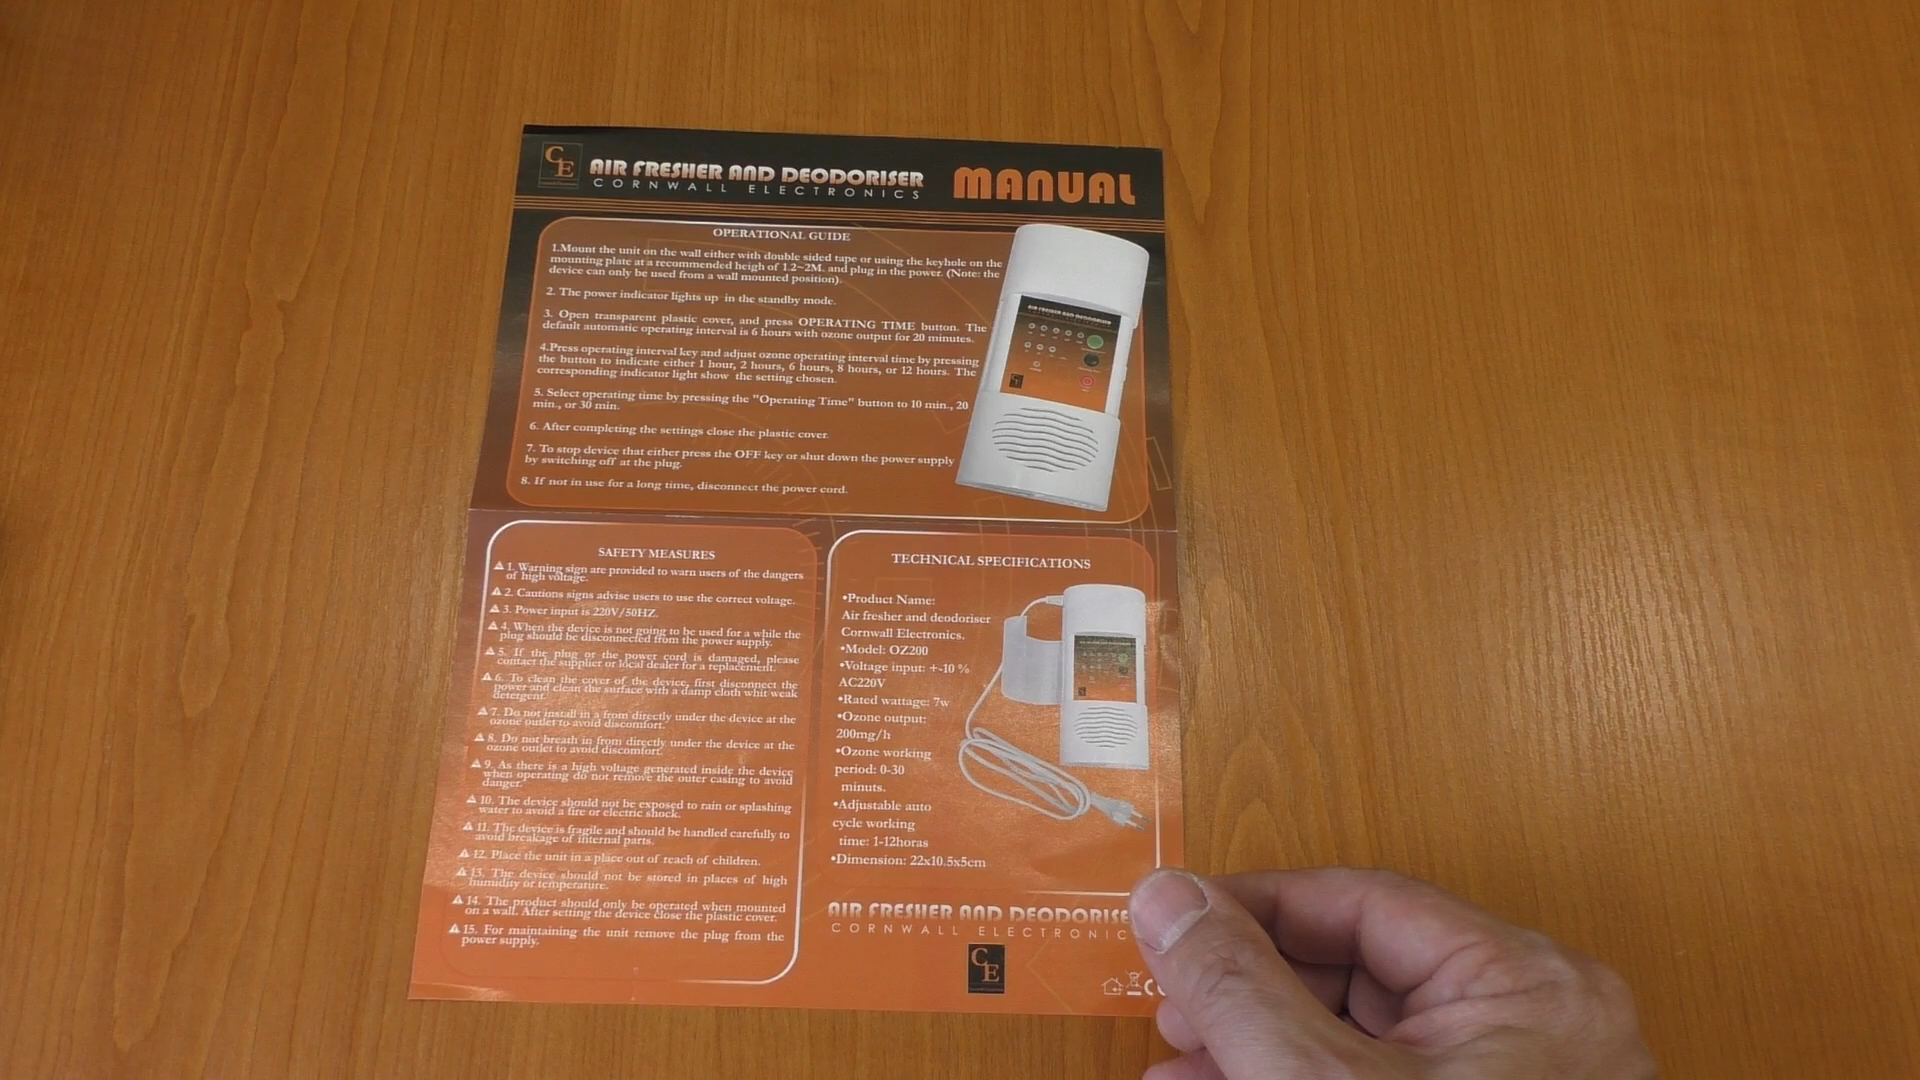 CE
AIR FRESHER AND DEODORISER
CORNWALL ELECTRONICS
MANUAL
OPERATIONAL GUIDE
1.Mount the unit on the wall either with double sided tape or using the keyhole on the
mounting plate at a recommended heigh of 1.2~2M. and plug in the power. (Note: the
device can only be used from a wall mounted position).
2. The power indicator lights up in the standby mode.
3. Open transparent plastic cover, and press OPERATING TIME button. The
default automatic operating interval is 6 hours with ozone output for 20 minutes.
4.Press operating interval key and adjust ozone operating interval time by pressing
the button to indicate either 1 hour, 2 hours, 6 hours, 8 hours, or 12 hours. The
corresponding indicator light show the setting chosen.
5. Select operating time by pressing the "Operating Time" button to 10 min., 20
min., or 30 min.
6. After completing the settings close the plastic cover.
7. To stop device that either press the OFF key or shut down the power supply
by switching off at the plug.
8. If not in use for a long time, disconnect the power cord.
AIR FRESHER AND DEODORISER
SAFETY MEASURES
1. Warning sign are provided to warn users of the dangers
of high voltage.
2. Cautions signs advise users to use the correct voltage.
3. Power input is 220V/50HZ.
4. When the device is not going to be used for a while the
plug should be disconnected from the power supply.
5. If the plug or the power cord is damaged, please
contact the supplier or local dealer for a replacement.
6. To clean the cover of the device, first disconnect the
power and clean the surface with a damp cloth whit weak
detergent.
7. Do not install in a from directly under the device at the
ozone outlet to avoid discomfort.
8. Do not breath in from directly under the device at the
ozone outlet to avoid discomfort.
9. As there is a high voltage generated inside the device
when operating do not remove the outer casing to avoid
danger.
10. The device should not be exposed to rain or splashing
water to avoid a fire or electric shock.
11. The device is fragile and should be handled carefully to
avoid breakage of internal parts.
12. Place the unit in a place out of reach of children.
13. The device should not be stored in places of high
humidity or temperature.
14. The product should only be operated when mounted
on a wall. After setting the device close the plastic cover.
15. For maintaining the unit remove the plug from the
power supply.
TECHNICAL SPECIFICATIONS
•Product Name:
Air fresher and deodoriser
Cornwall Electronics.
•Model: OZ200
•Voltage input: +-10 %
AC220V
•Rated wattage: 7w
•Ozone output:
200mg/h
•Ozone working
period: 0-30
minuts.
•Adjustable auto
cycle working
time: 1-12horas
•Dimension: 22x10.5x5cm
AIR FRESHER AND DEODORISE
CORNWALL ELECTRONIC
CE